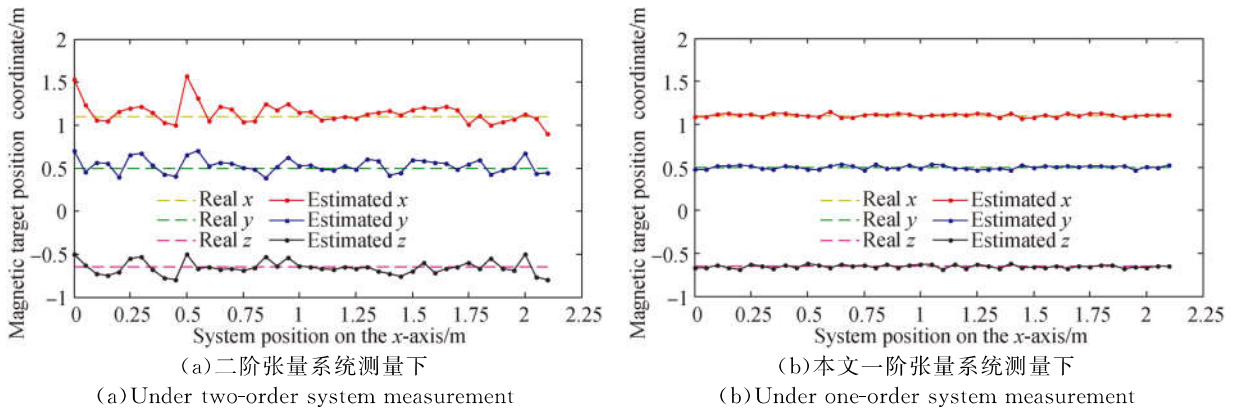 Magnetic target position coordinate/m
2
1.5
1
0.5
0
−0.5
−1
Real x
Real y
Real z
Estimated x
Estimated y
Estimated z
0 0.25 0.5 0.75 1 1.25 1.5 1.75 2 2.25
System position on the x-axis/m
(a)二阶张量系统测量下
(a)Under two-order system measurement
Magnetic target position coordinate/m
2
1.5
1
0.5
0
−0.5
−1
Real x
Real y
Real z
Estimated x
Estimated y
Estimated z
0 0.25 0.5 0.75 1 1.25 1.5 1.75 2 2.25
System position on the x-axis/m
(b)本文一阶张量系统测量下
(b)Under one-order system measurement